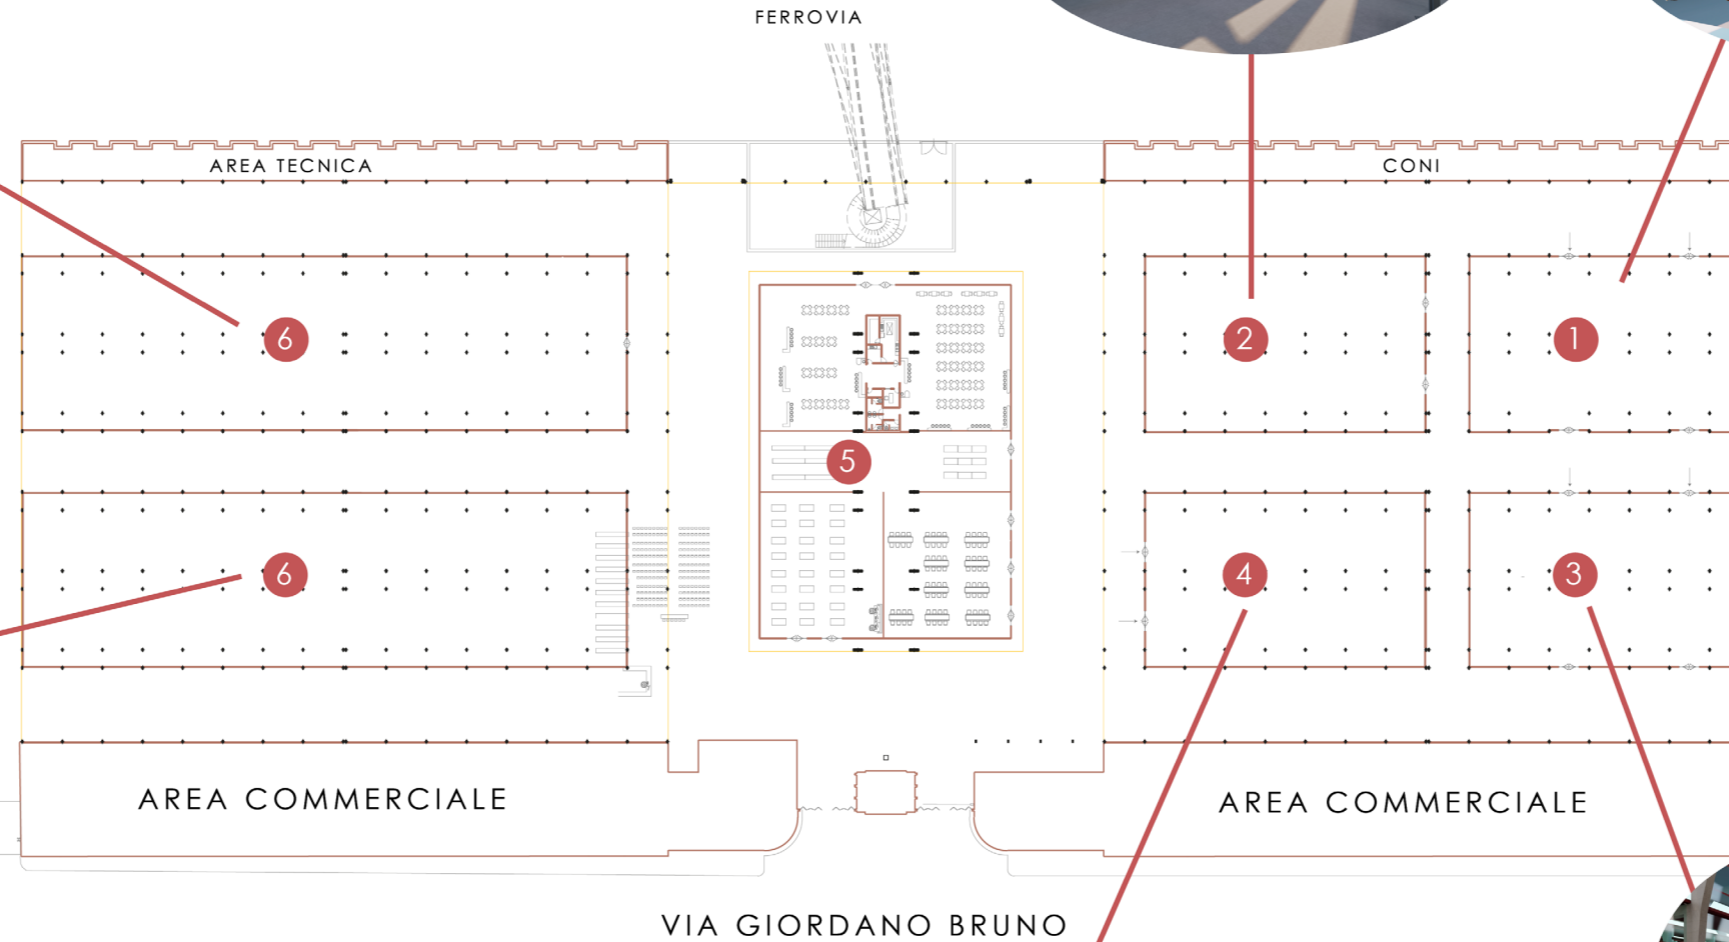 FERROVIA
AREA TECNICA
CONI
6
2
1
5
6
4
3
AREA COMMERCIALE
AREA COMMERCIALE
VIA GIORDANO BRUNO